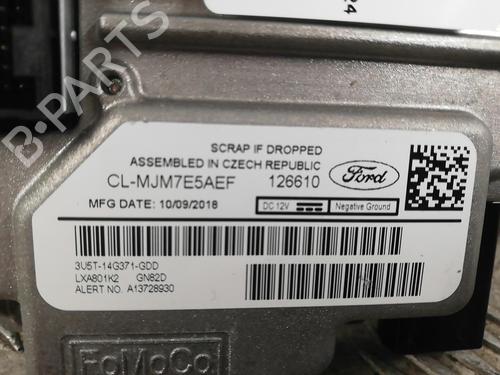 B-PARTS
24
SCRAP IF DROPPED
ASSEMBLED IN CZECH REPUBLIC
CL-MJM7E5AEF 126610
Ford
MFG DATE: 10/09/2018
DC 12V Negative Ground
3U5T-14G371-GDD
LXA801K2 GN82D
ALERT NO. A13728930
FoMoCo